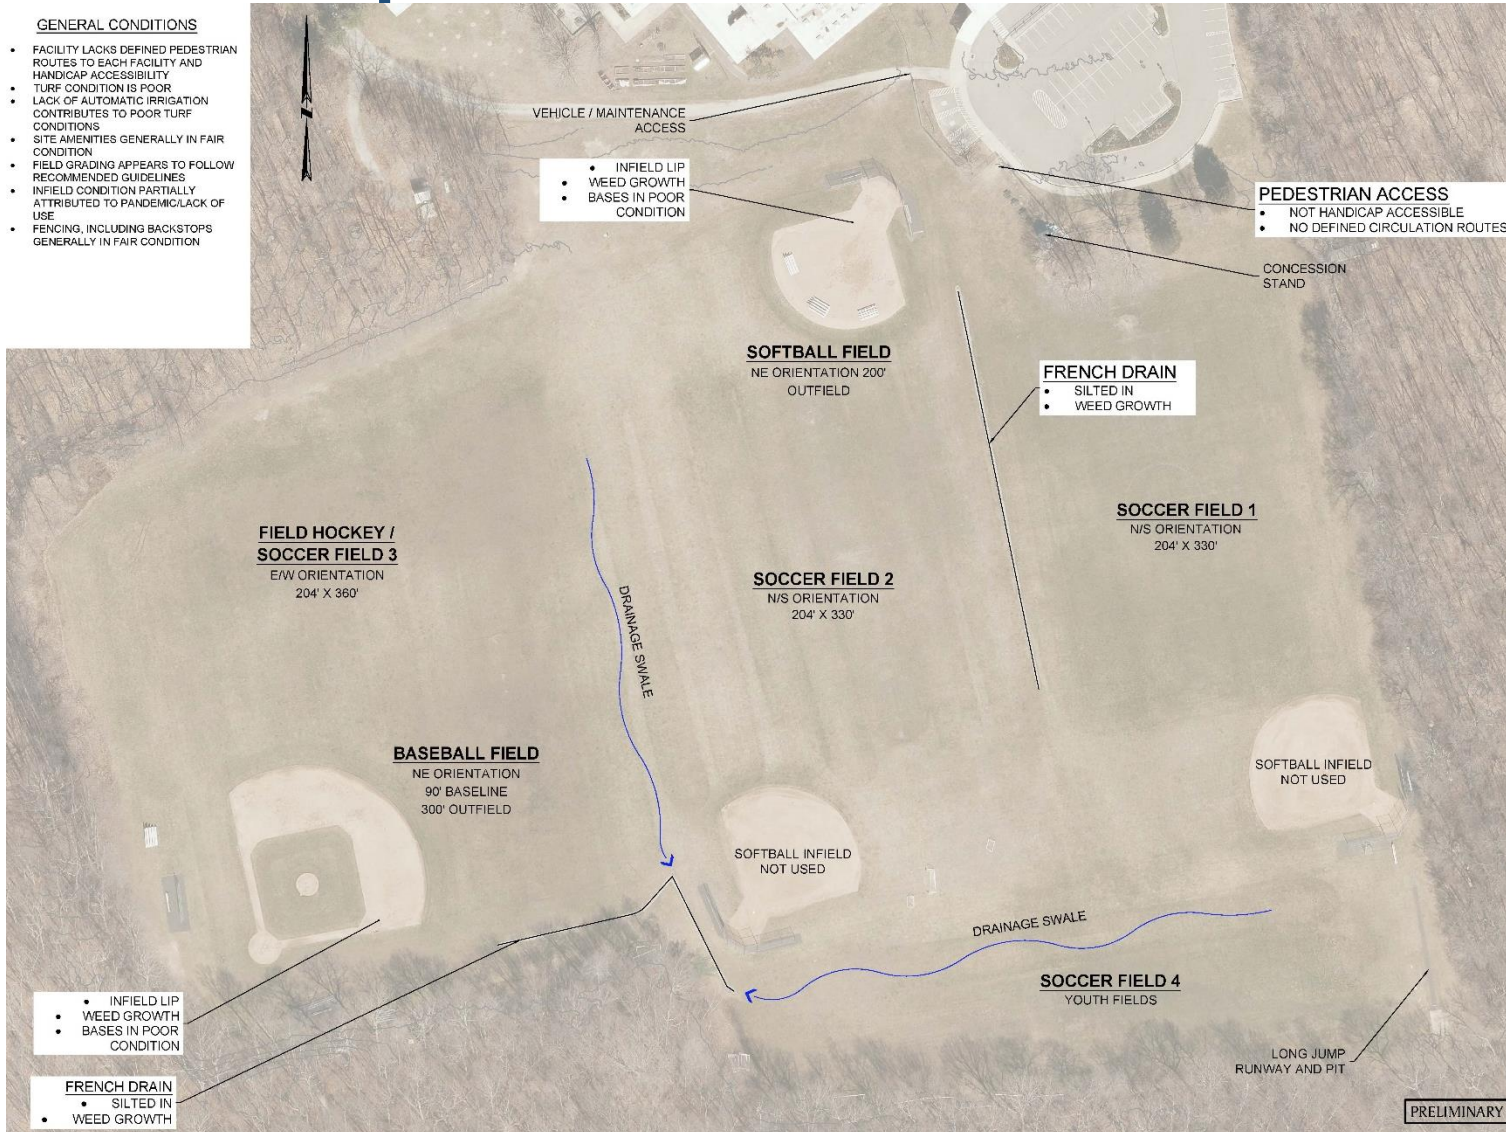 GENERAL CONDITIONS
• FACILITY LACKS DEFINED PEDESTRIAN
ROUTES TO EACH FACILITY AND
HANDICAP ACCESSIBILITY
• TURF CONDITION IS POOR
• LACK OF AUTOMATIC IRRIGATION
CONTRIBUTES TO POOR TURF
CONDITIONS
• SITE AMENITIES GENERALLY IN FAIR
CONDITION
• FIELD GRADING APPEARS TO FOLLOW
RECOMMENDED GUIDELINES
• INFIELD CONDITION PARTIALLY
ATTRIBUTED TO PANDEMIC/LACK OF
USE
• FENCING, INCLUDING BACKSTOPS
GENERALLY IN FAIR CONDITION
N
VEHICLE / MAINTENANCE
ACCESS
• INFIELD LIP
• WEED GROWTH
• BASES IN POOR
CONDITION
PEDESTRIAN ACCESS
• NOT HANDICAP ACCESSIBLE
• NO DEFINED CIRCULATION ROUTES
CONCESSION
STAND
SOFTBALL FIELD
NE ORIENTATION 200'
OUTFIELD
FRENCH DRAIN
• SILTED IN
• WEED GROWTH
SOCCER FIELD 1
N/S ORIENTATION
204' X 330'
FIELD HOCKEY /
SOCCER FIELD 3
E/W ORIENTATION
204' X 360'
SOCCER FIELD 2
N/S ORIENTATION
204' X 330'
DRAINAGE SWALE
BASEBALL FIELD
NE ORIENTATION
90' BASELINE
300' OUTFIELD
SOFTBALL INFIELD
NOT USED
SOFTBALL INFIELD
NOT USED
DRAINAGE SWALE
SOCCER FIELD 4
YOUTH FIELDS
• INFIELD LIP
• WEED GROWTH
• BASES IN POOR
CONDITION
LONG JUMP
RUNWAY AND PIT
FRENCH DRAIN
• SILTED IN
• WEED GROWTH
PRELIMINARY